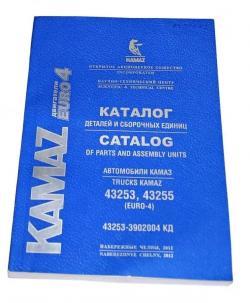 KAMAZ
ОТКРЫТОЕ АКЦИОНЕРНОЕ ОБЩЕСТВО
INCORPORATED
НАУЧНО-ТЕХНИЧЕСКИЙ ЦЕНТР
SCIENTIFIC & TECHNICAL CENTRE
КАТАЛОГ
ДЕТАЛЕЙ И СБОРОЧНЫХ ЕДИНИЦ
CATALOG
OF PARTS AND ASSEMBLY UNITS
АВТОМОБИЛИ КАМАЗ
TRUCKS KAMAZ
43253, 43255
(EURO-4)
43253-3902004 КД
НАБЕРЕЖНЫЕ ЧЕЛНЫ, 2012
NABEREZHNYE CHELNY, 2012
KAMAZ
двигатели
EURO 4